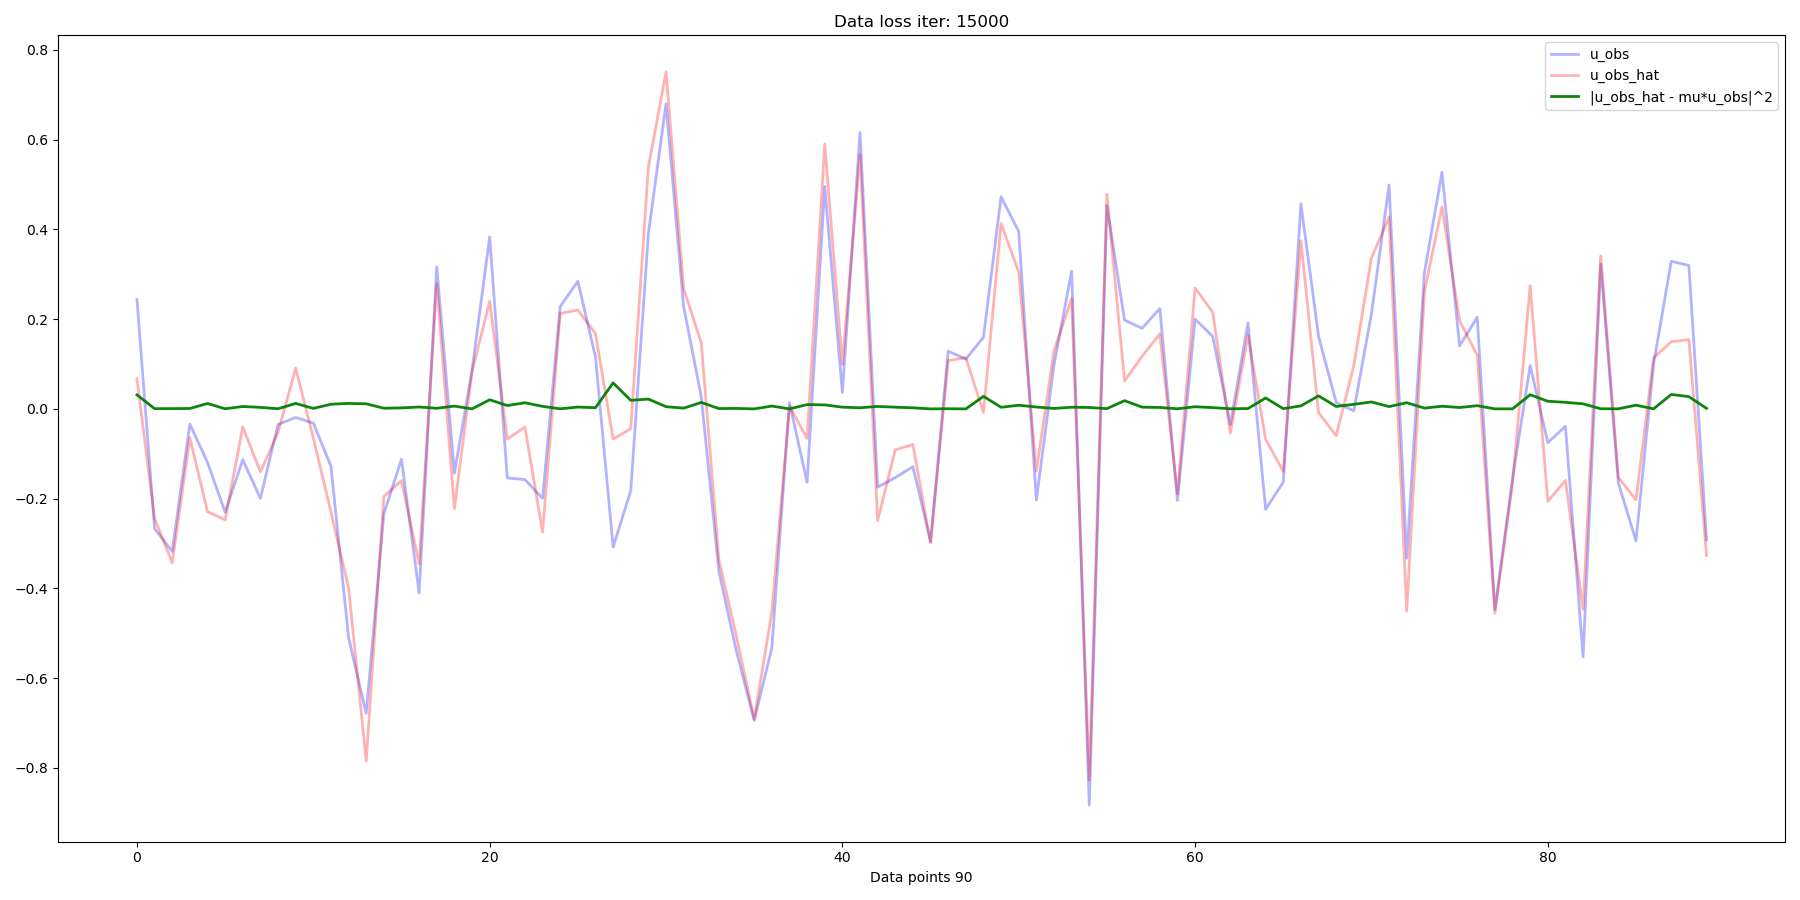 Data loss iter: 15000
u_obs
u_obs_hat
|u_obs_hat - mu*u_obs|^2
0.8
0.6
0.4
0.2
0.0
−0.2
−0.4
−0.6
−0.8
0 20 40 60 80
Data points 90